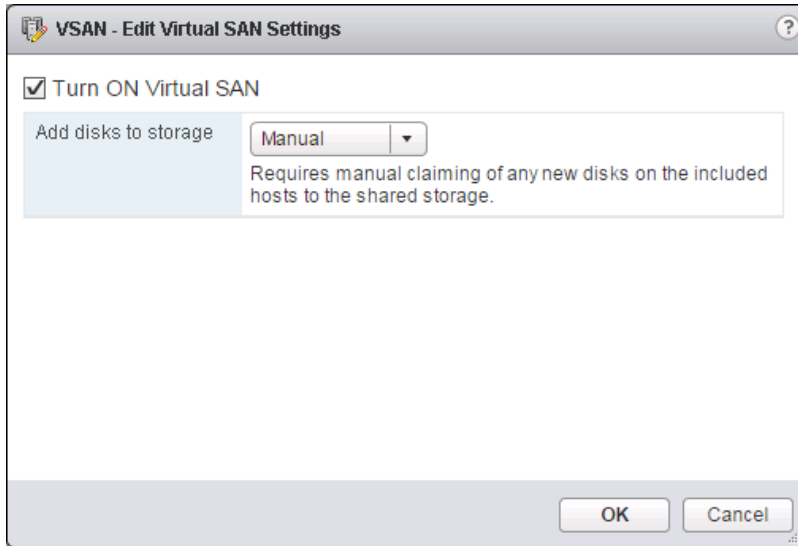 VSAN - Edit Virtual SAN Settings
?
Turn ON Virtual SAN
Add disks to storage
Manual
Requires manual claiming of any new disks on the included
hosts to the shared storage.
OK
Cancel